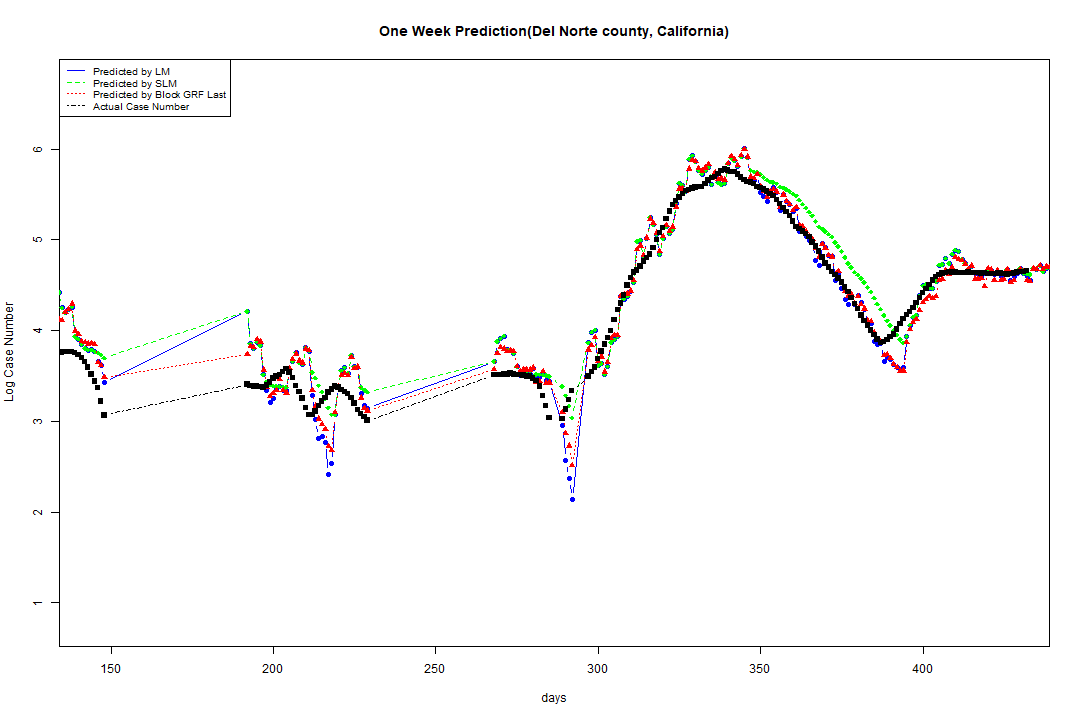 One Week Prediction(Del Norte county, California)
Predicted by LM
Predicted by SLM
Predicted by Block GRF Last
Actual Case Number
6
5
4
3
2
1
Log Case Number
150 200 250 300 350 400
days